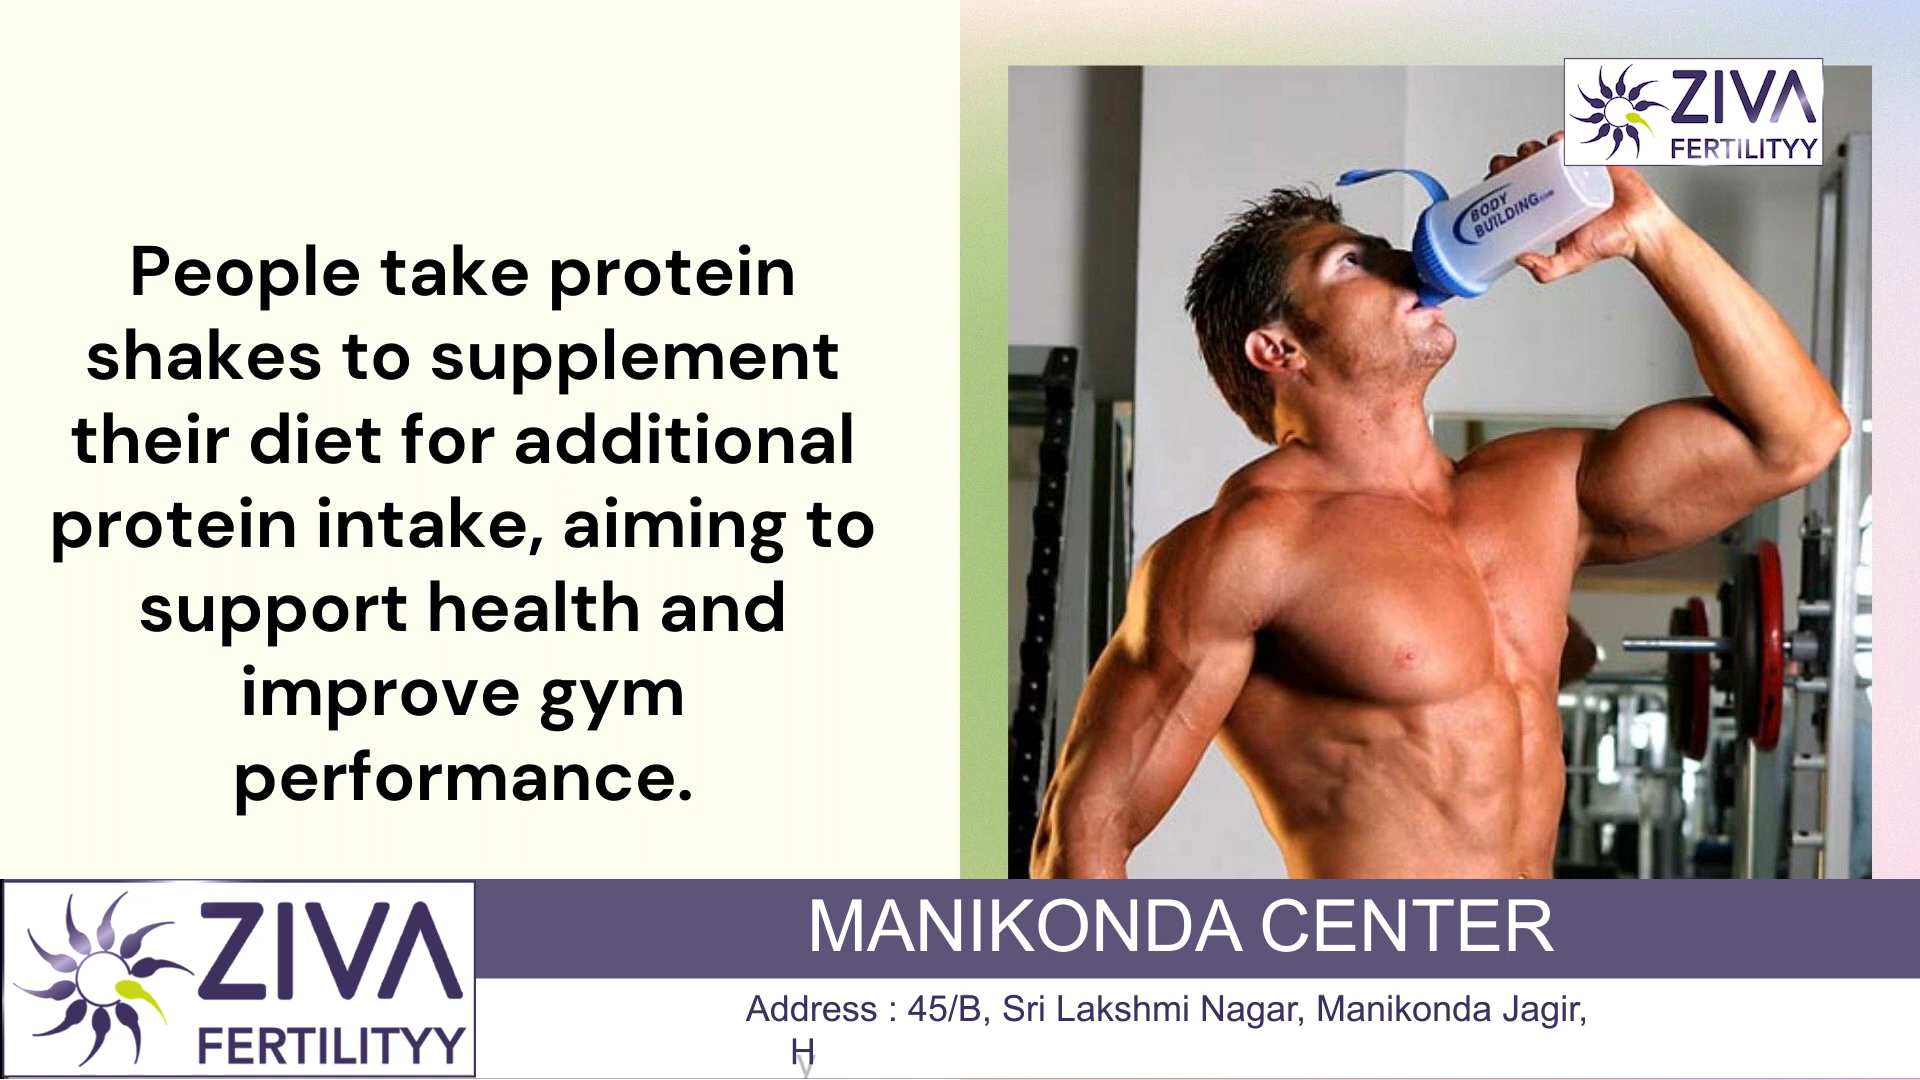 People take protein
shakes to supplement
their diet for additional
protein intake, aiming to
support health and
improve gym
performance.
ZIVA
FERTILITYY
BODY
BUILDING.com
ZIVA
FERTILITYY
MANIKONDA CENTER
Address : 45/B, Sri Lakshmi Nagar, Manikonda Jagir,
H
y